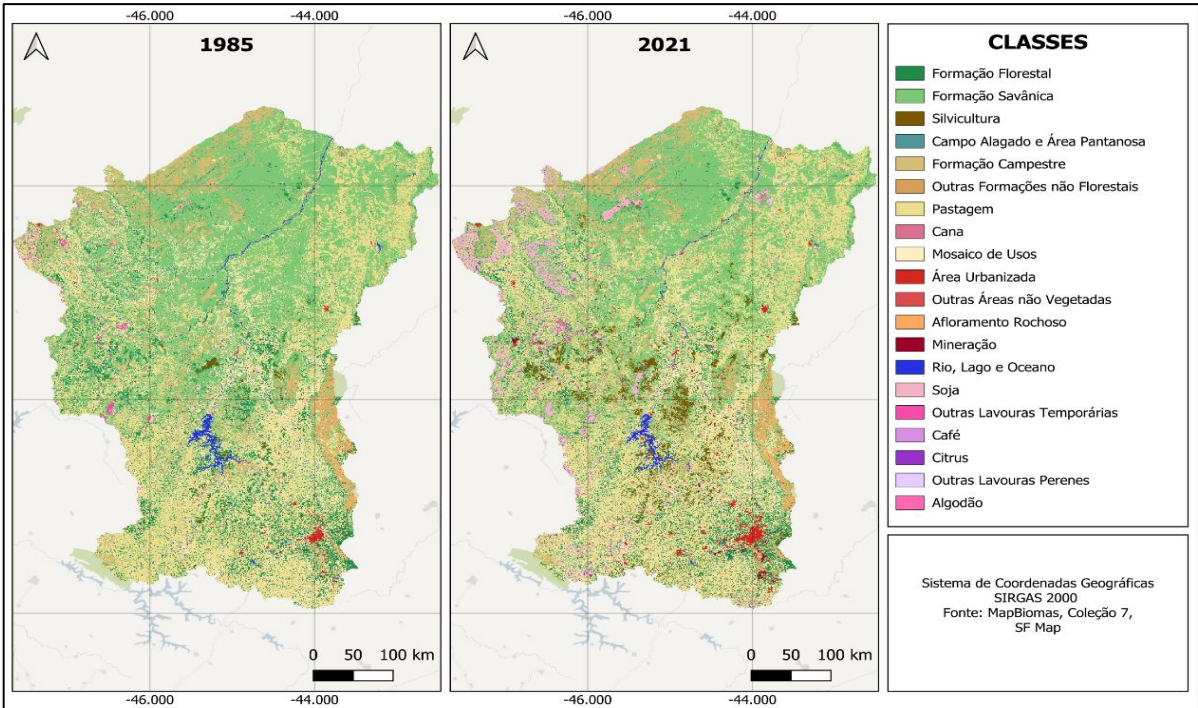 -46.000
-44.000
-46.000
-44.000
1985
2021
CLASSES
Formação Florestal
Formação Savânica
Silvicultura
Campo Alagado e Área Pantanosa
Formação Campestre
Outras Formações não Florestais
Pastagem
Cana
Mosaico de Usos
Área Urbanizada
Outras Áreas não Vegetadas
Afloramento Rochoso
Mineração
Rio, Lago e Oceano
Soja
Outras Lavouras Temporárias
Café
Citrus
Outras Lavouras Perenes
Algodão
Sistema de Coordenadas Geográficas
SIRGAS 2000
Fonte: MapBiomas, Coleção 7,
SF Map
0 50 100 km
0 50 100 km
-46.000
-44.000
-46.000
-44.000